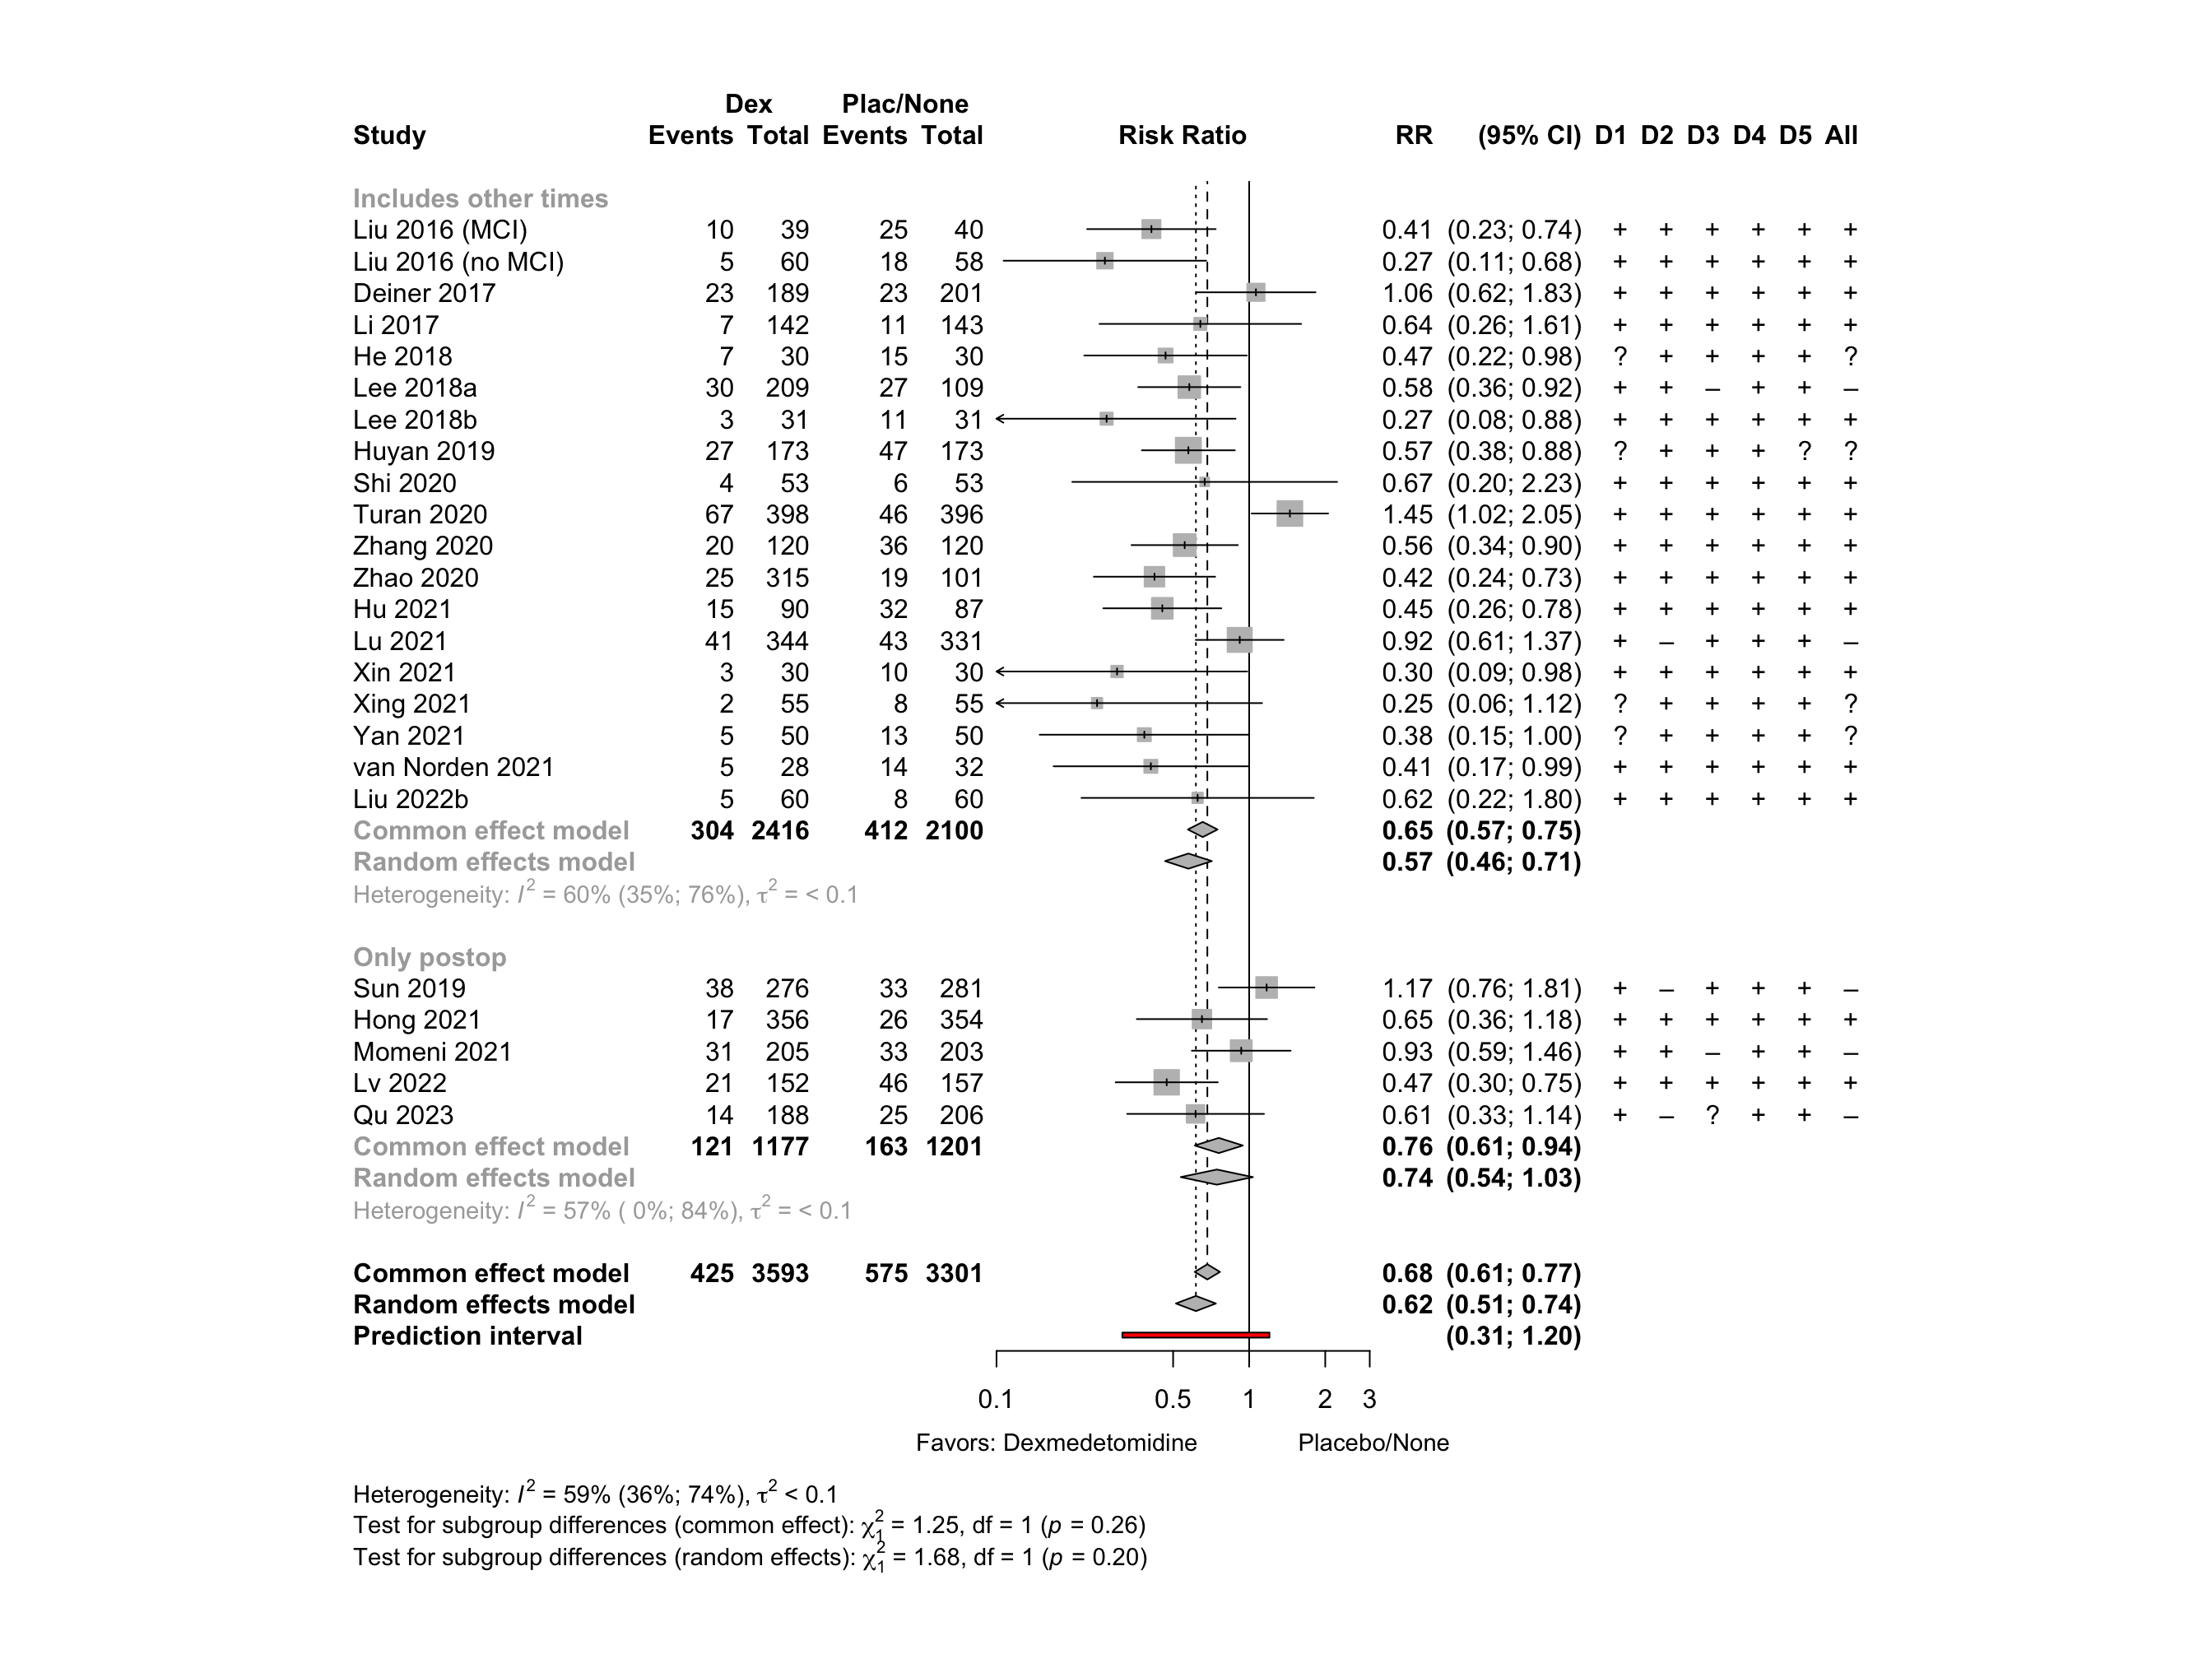 Dex Plac/None
Study Events Total Events Total Risk Ratio RR (95% CI) D1 D2 D3 D4 D5 All
Includes other times
Liu 2016 (MCI) 10 39 25 40 0.41 (0.23; 0.74) + + + + + +
Liu 2016 (no MCI) 5 60 18 58 0.27 (0.11; 0.68) + + + + + +
Deiner 2017 23 189 23 201 1.06 (0.62; 1.83) + + + + + +
Li 2017 7 142 11 143 0.64 (0.26; 1.61) + + + + + +
He 2018 7 30 15 30 0.47 (0.22; 0.98) ? + + + + ?
Lee 2018a 30 209 27 109 0.58 (0.36; 0.92) + + – + + –
Lee 2018b 3 31 11 31 0.27 (0.08; 0.88) + + + + + +
Huyan 2019 27 173 47 173 0.57 (0.38; 0.88) ? + + + ? ?
Shi 2020 4 53 6 53 0.67 (0.20; 2.23) + + + + + +
Turan 2020 67 398 46 396 1.45 (1.02; 2.05) + + + + + +
Zhang 2020 20 120 36 120 0.56 (0.34; 0.90) + + + + + +
Zhao 2020 25 315 19 101 0.42 (0.24; 0.73) + + + + + +
Hu 2021 15 90 32 87 0.45 (0.26; 0.78) + + + + + +
Lu 2021 41 344 43 331 0.92 (0.61; 1.37) + – + + + –
Xin 2021 3 30 10 30 0.30 (0.09; 0.98) + + + + + +
Xing 2021 2 55 8 55 0.25 (0.06; 1.12) ? + + + + ?
Yan 2021 5 50 13 50 0.38 (0.15; 1.00) ? + + + + ?
van Norden 2021 5 28 14 32 0.41 (0.17; 0.99) + + + + + +
Liu 2022b 5 60 8 60 0.62 (0.22; 1.80) + + + + + +
Common effect model 304 2416 412 2100 0.65 (0.57; 0.75)
Random effects model 0.57 (0.46; 0.71)
Heterogeneity: I² = 60% (35%; 76%), τ² = < 0.1
Only postop
Sun 2019 38 276 33 281 1.17 (0.76; 1.81) + – + + + –
Hong 2021 17 356 26 354 0.65 (0.36; 1.18) + + + + + +
Momeni 2021 31 205 33 203 0.93 (0.59; 1.46) + + – + + –
Lv 2022 21 152 46 157 0.47 (0.30; 0.75) + + + + + +
Qu 2023 14 188 25 206 0.61 (0.33; 1.14) + – ? + + –
Common effect model 121 1177 163 1201 0.76 (0.61; 0.94)
Random effects model 0.74 (0.54; 1.03)
Heterogeneity: I² = 57% ( 0%; 84%), τ² = < 0.1
Common effect model 425 3593 575 3301 0.68 (0.61; 0.77)
Random effects model 0.62 (0.51; 0.74)
Prediction interval (0.31; 1.20)
0.1 0.5 1 2 3
Favors: Dexmedetomidine Placebo/None
Heterogeneity: I² = 59% (36%; 74%), τ² < 0.1
Test for subgroup differences (common effect): χ²₁ = 1.25, df = 1 (p = 0.26)
Test for subgroup differences (random effects): χ²₁ = 1.68, df = 1 (p = 0.20)